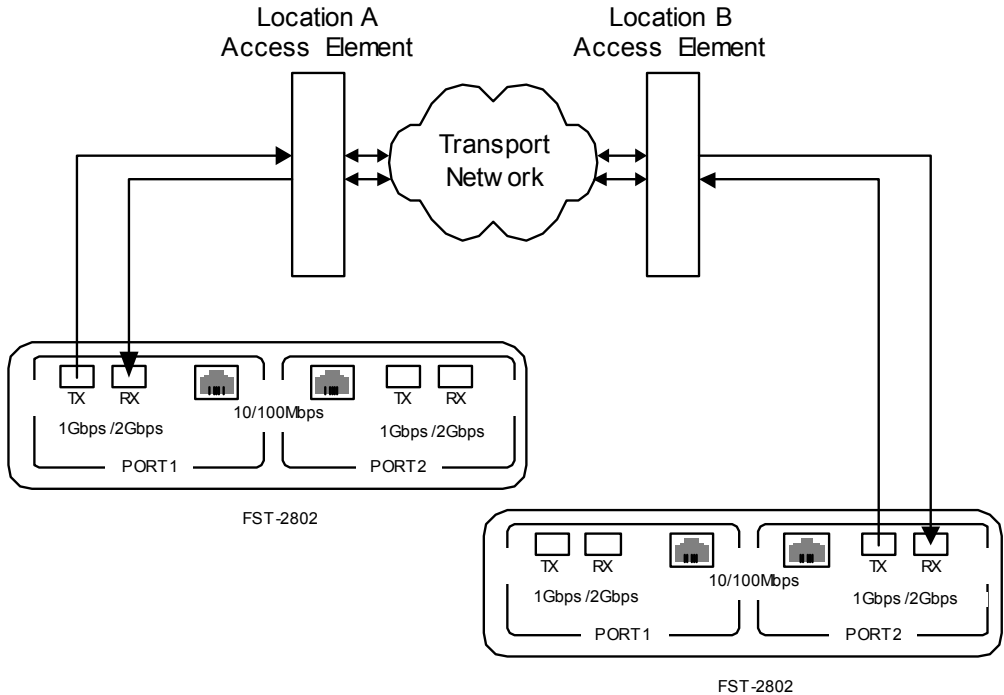 Location A
Access Element
Location B
Access Element
Transport
Network
TX
RX
10/100Mbps
TX
RX
1Gbps /2Gbps
1Gbps /2Gbps
PORT1
PORT2
FST-2802
TX
RX
10/100Mbps
TX
RX
1Gbps /2Gbps
1Gbps /2Gbps
PORT1
PORT2
FST-2802